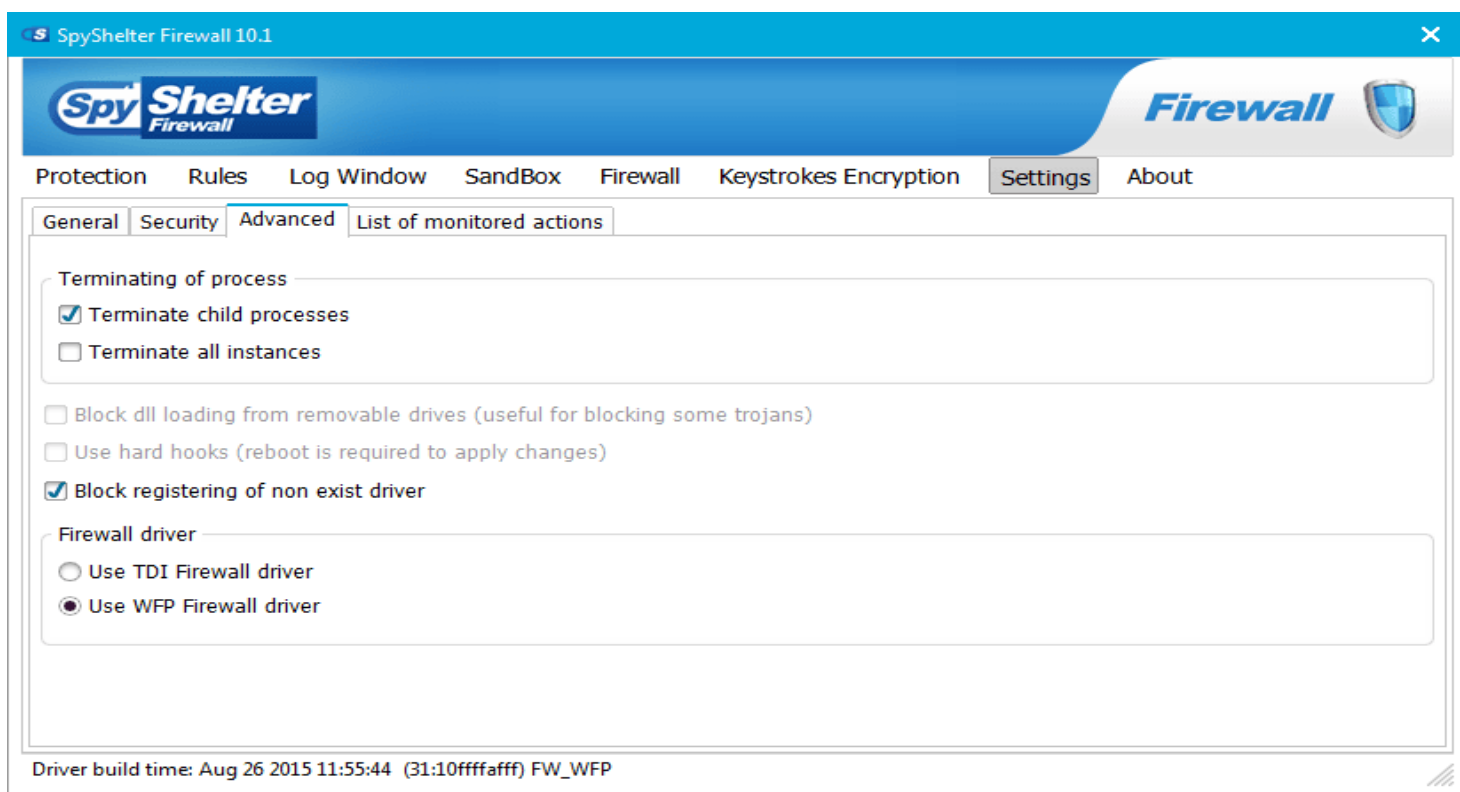 S SpyShelter Firewall 10.1
Spy Shelter
Firewall
Firewall
Protection Rules Log Window SandBox Firewall Keystrokes Encryption Settings About
General Security Advanced List of monitored actions
Terminating of process
Terminate child processes
Terminate all instances
Block dll loading from removable drives (useful for blocking some trojans)
Use hard hooks (reboot is required to apply changes)
Block registering of non exist driver
Firewall driver
Use TDI Firewall driver
Use WFP Firewall driver
Driver build time: Aug 26 2015 11:55:44 (31:10ffffafff) FW_WFP